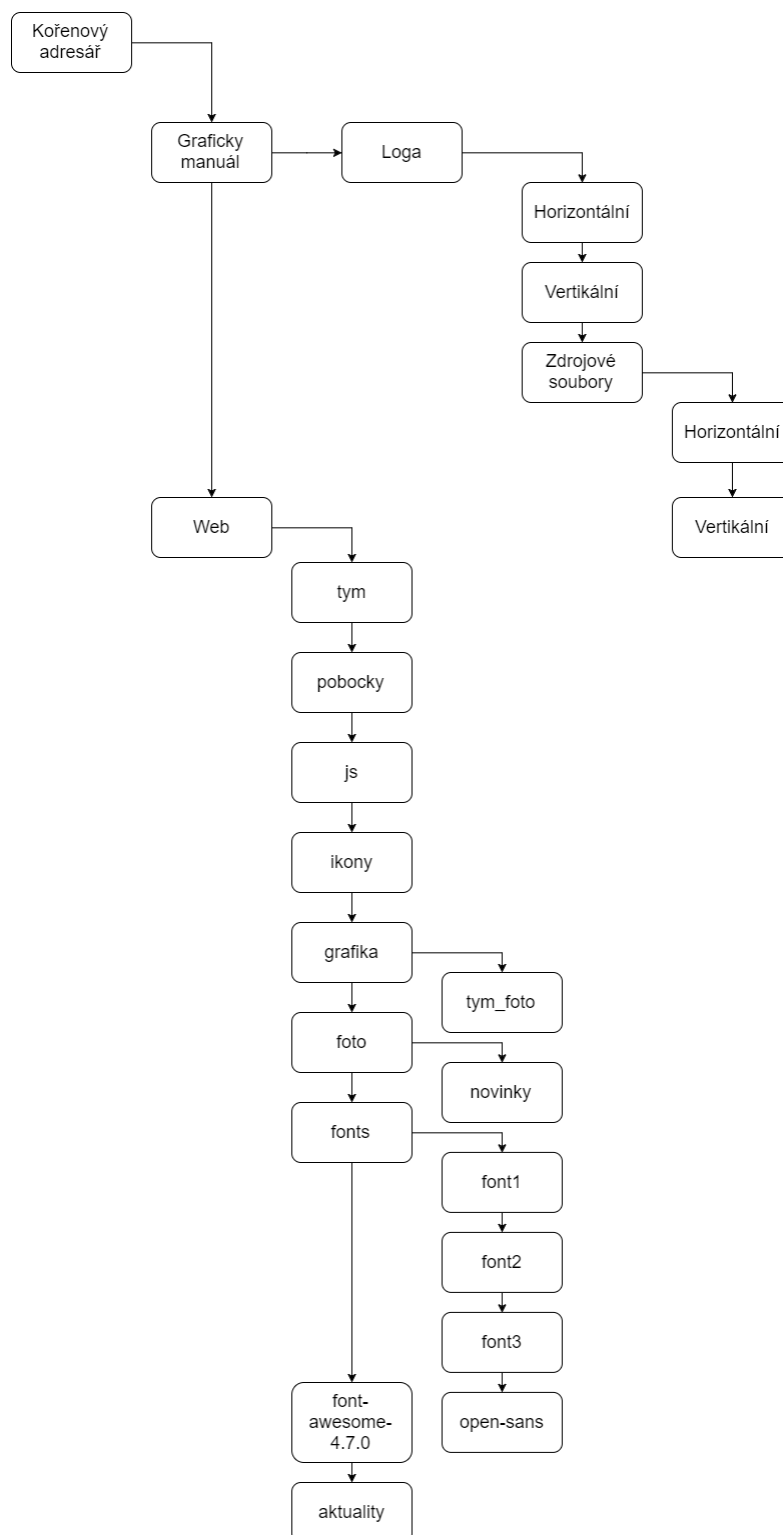 Kořenový
adresář
Graficky
manuál
Loga
Horizontální
Vertikální
Zdrojové
soubory
Horizontální
Vertikální
Web
tym
pobocky
js
ikony
grafika
tym_foto
foto
novinky
fonts
font1
font2
font3
open-sans
font-
awesome-
4.7.0
aktuality